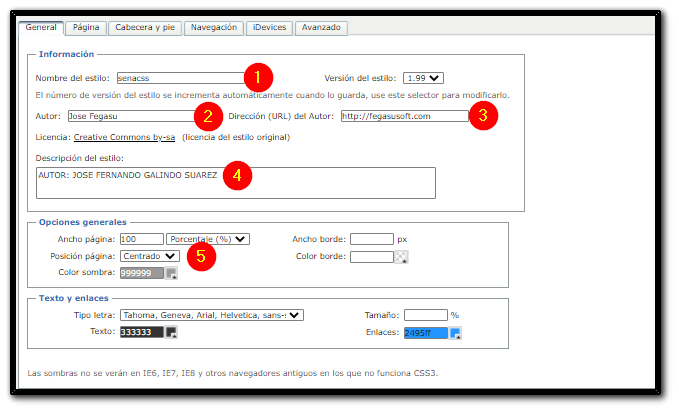 General Página Cabecera y pie Navegación iDevices Avanzado
Información
Nombre del estilo: senacss 1 Versión del estilo: 1.99
El número de versión del estilo se incrementa automáticamente cuando lo guarda, use este selector para modificarlo.
Autor: Jose Fegasu 2 Dirección (URL) del Autor: http://fegasusoft.com 3
Licencia: Creative Commons by-sa (licencia del estilo original)
Descripción del estilo:
AUTOR: JOSE FERNANDO GALINDO SUAREZ 4
Opciones generales
Ancho página: 100 Porcentaje (%) Ancho borde: px
Posición página: Centrado 5 Color borde:
Color sombra: 999999
Texto y enlaces
Tipo letra: Tahoma, Geneva, Arial, Helvetica, sans-s Tamaño: %
Texto: 333333 Enlaces: 2495ff
Las sombras no se verán en IE6, IE7, IE8 y otros navegadores antiguos en los que no funciona CSS3.